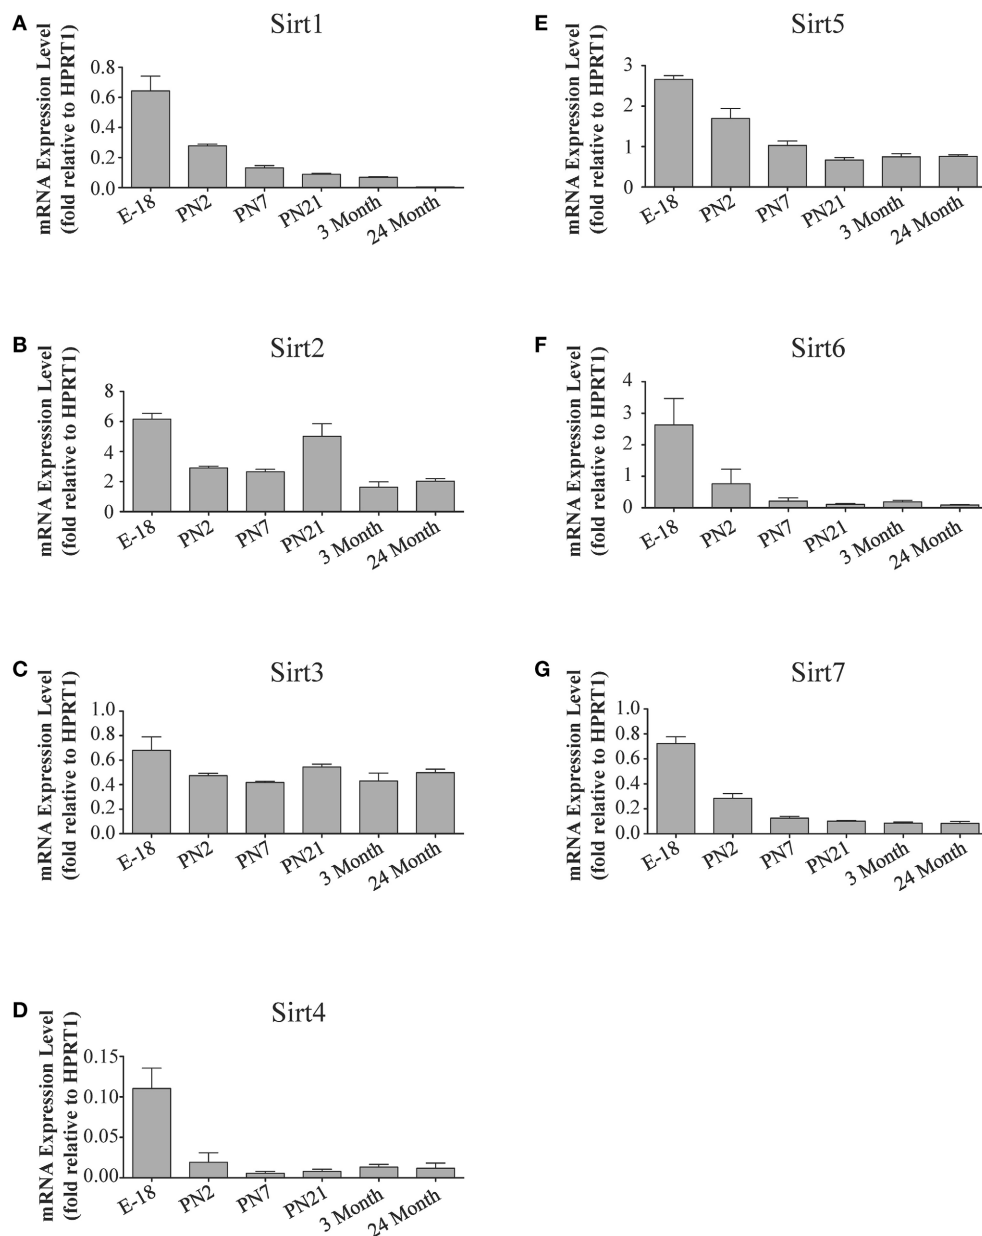 A
Sirt1
mRNA Expression Level
(fold relative to HPRT1)
0.8
0.6
0.4
0.2
0.0
E-18
PN2
PN7
PN21
3 Month
24 Month
B
Sirt2
mRNA Expression Level
(fold relative to HPRT1)
8
6
4
2
0
E-18
PN2
PN7
PN21
3 Month
24 Month
C
Sirt3
mRNA Expression Level
(fold relative to HPRT1)
1.0
0.8
0.6
0.4
0.2
0.0
E-18
PN2
PN7
PN21
3 Month
24 Month
D
Sirt4
mRNA Expression Level
(fold relative to HPRT1)
0.15
0.10
0.05
0.00
E-18
PN2
PN7
PN21
3 Month
24 Month
E
Sirt5
mRNA Expression Level
(fold relative to HPRT1)
3
2
1
0
E-18
PN2
PN7
PN21
3 Month
24 Month
F
Sirt6
mRNA Expression Level
(fold relative to HPRT1)
4
3
2
1
0
E-18
PN2
PN7
PN21
3 Month
24 Month
G
Sirt7
mRNA Expression Level
(fold relative to HPRT1)
1.0
0.8
0.6
0.4
0.2
0.0
E-18
PN2
PN7
PN21
3 Month
24 Month